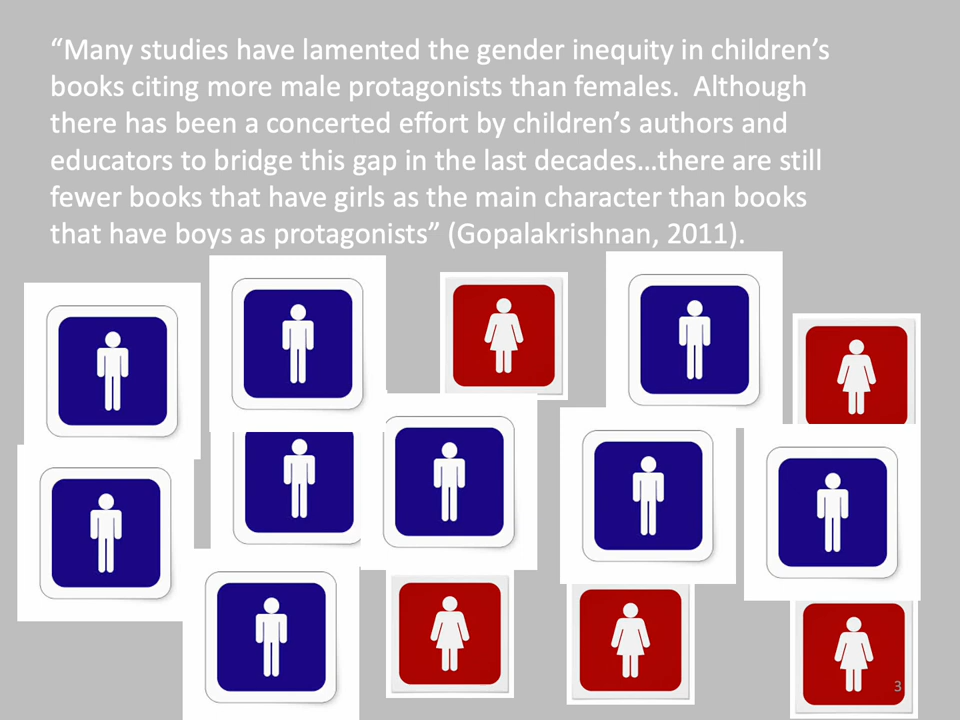 “Many studies have lamented the gender inequity in children’s
books citing more male protagonists than females.  Although
there has been a concerted effort by children’s authors and
educators to bridge this gap in the last decades…there are still
fewer books that have girls as the main character than books
that have boys as protagonists” (Gopalakrishnan, 2011).
3